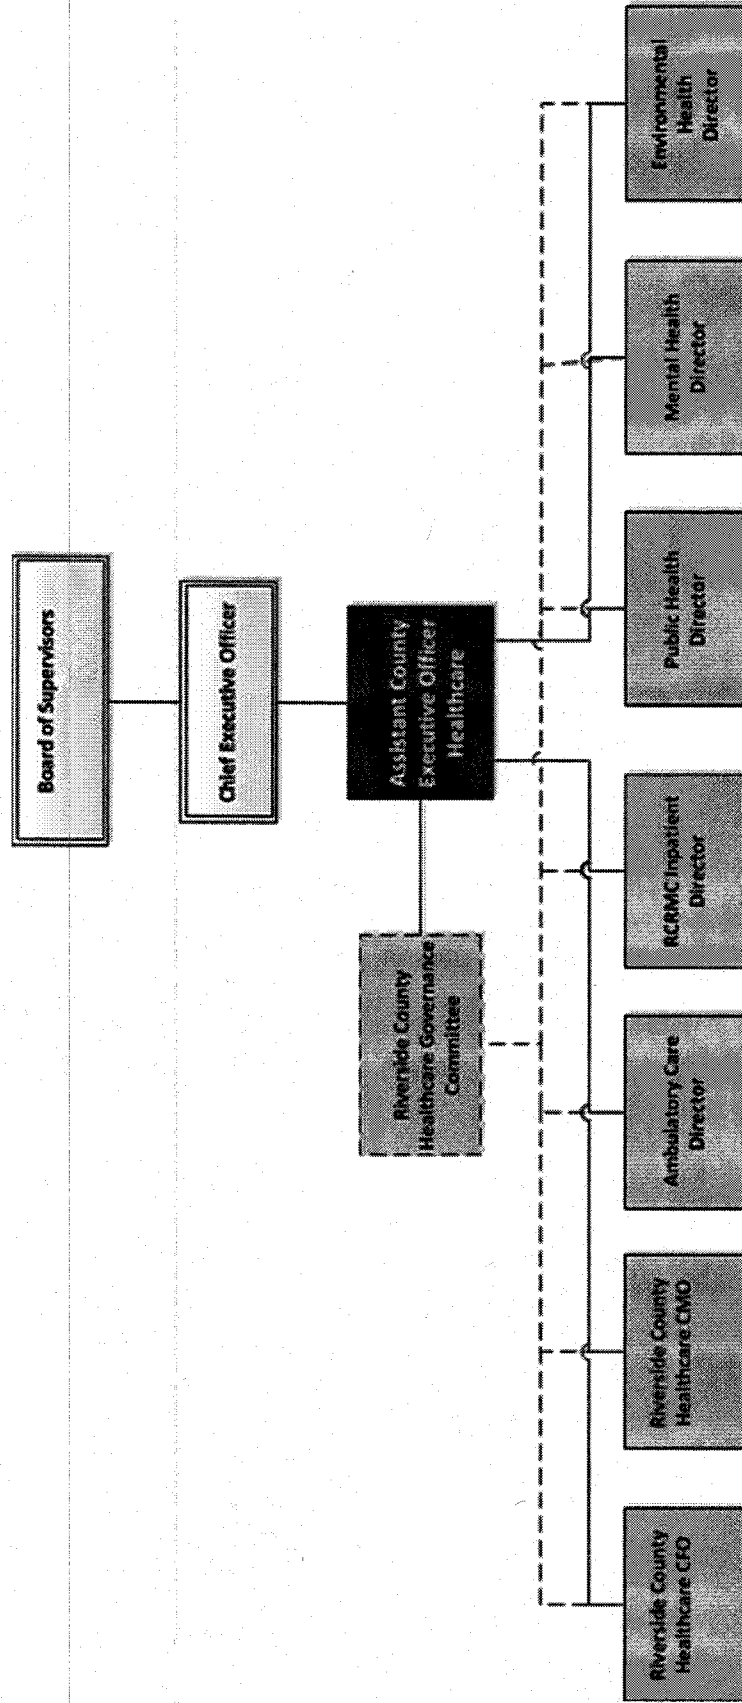 Board of Supervisors
Chief Executive Officer
Assistant County
Executive Officer
Healthcare
Riverside County
Healthcare Governance
Committee
Riverside County
Healthcare CFO
Riverside County
Healthcare CMO
Ambulatory Care
Director
RCRMC Inpatient
Director
Public Health
Director
Mental Health
Director
Environmental
Health
Director